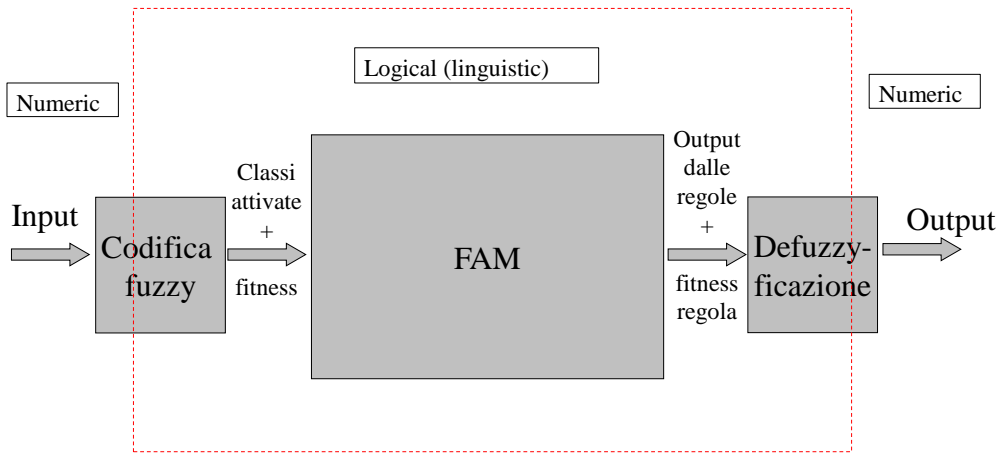 Logical (linguistic)
Numeric
Numeric
Input
Codifica
fuzzy
Classi
attivate
+
fitness
FAM
Output
dalle
regole
+
fitness
regola
Defuzzy-
ficazione
Output